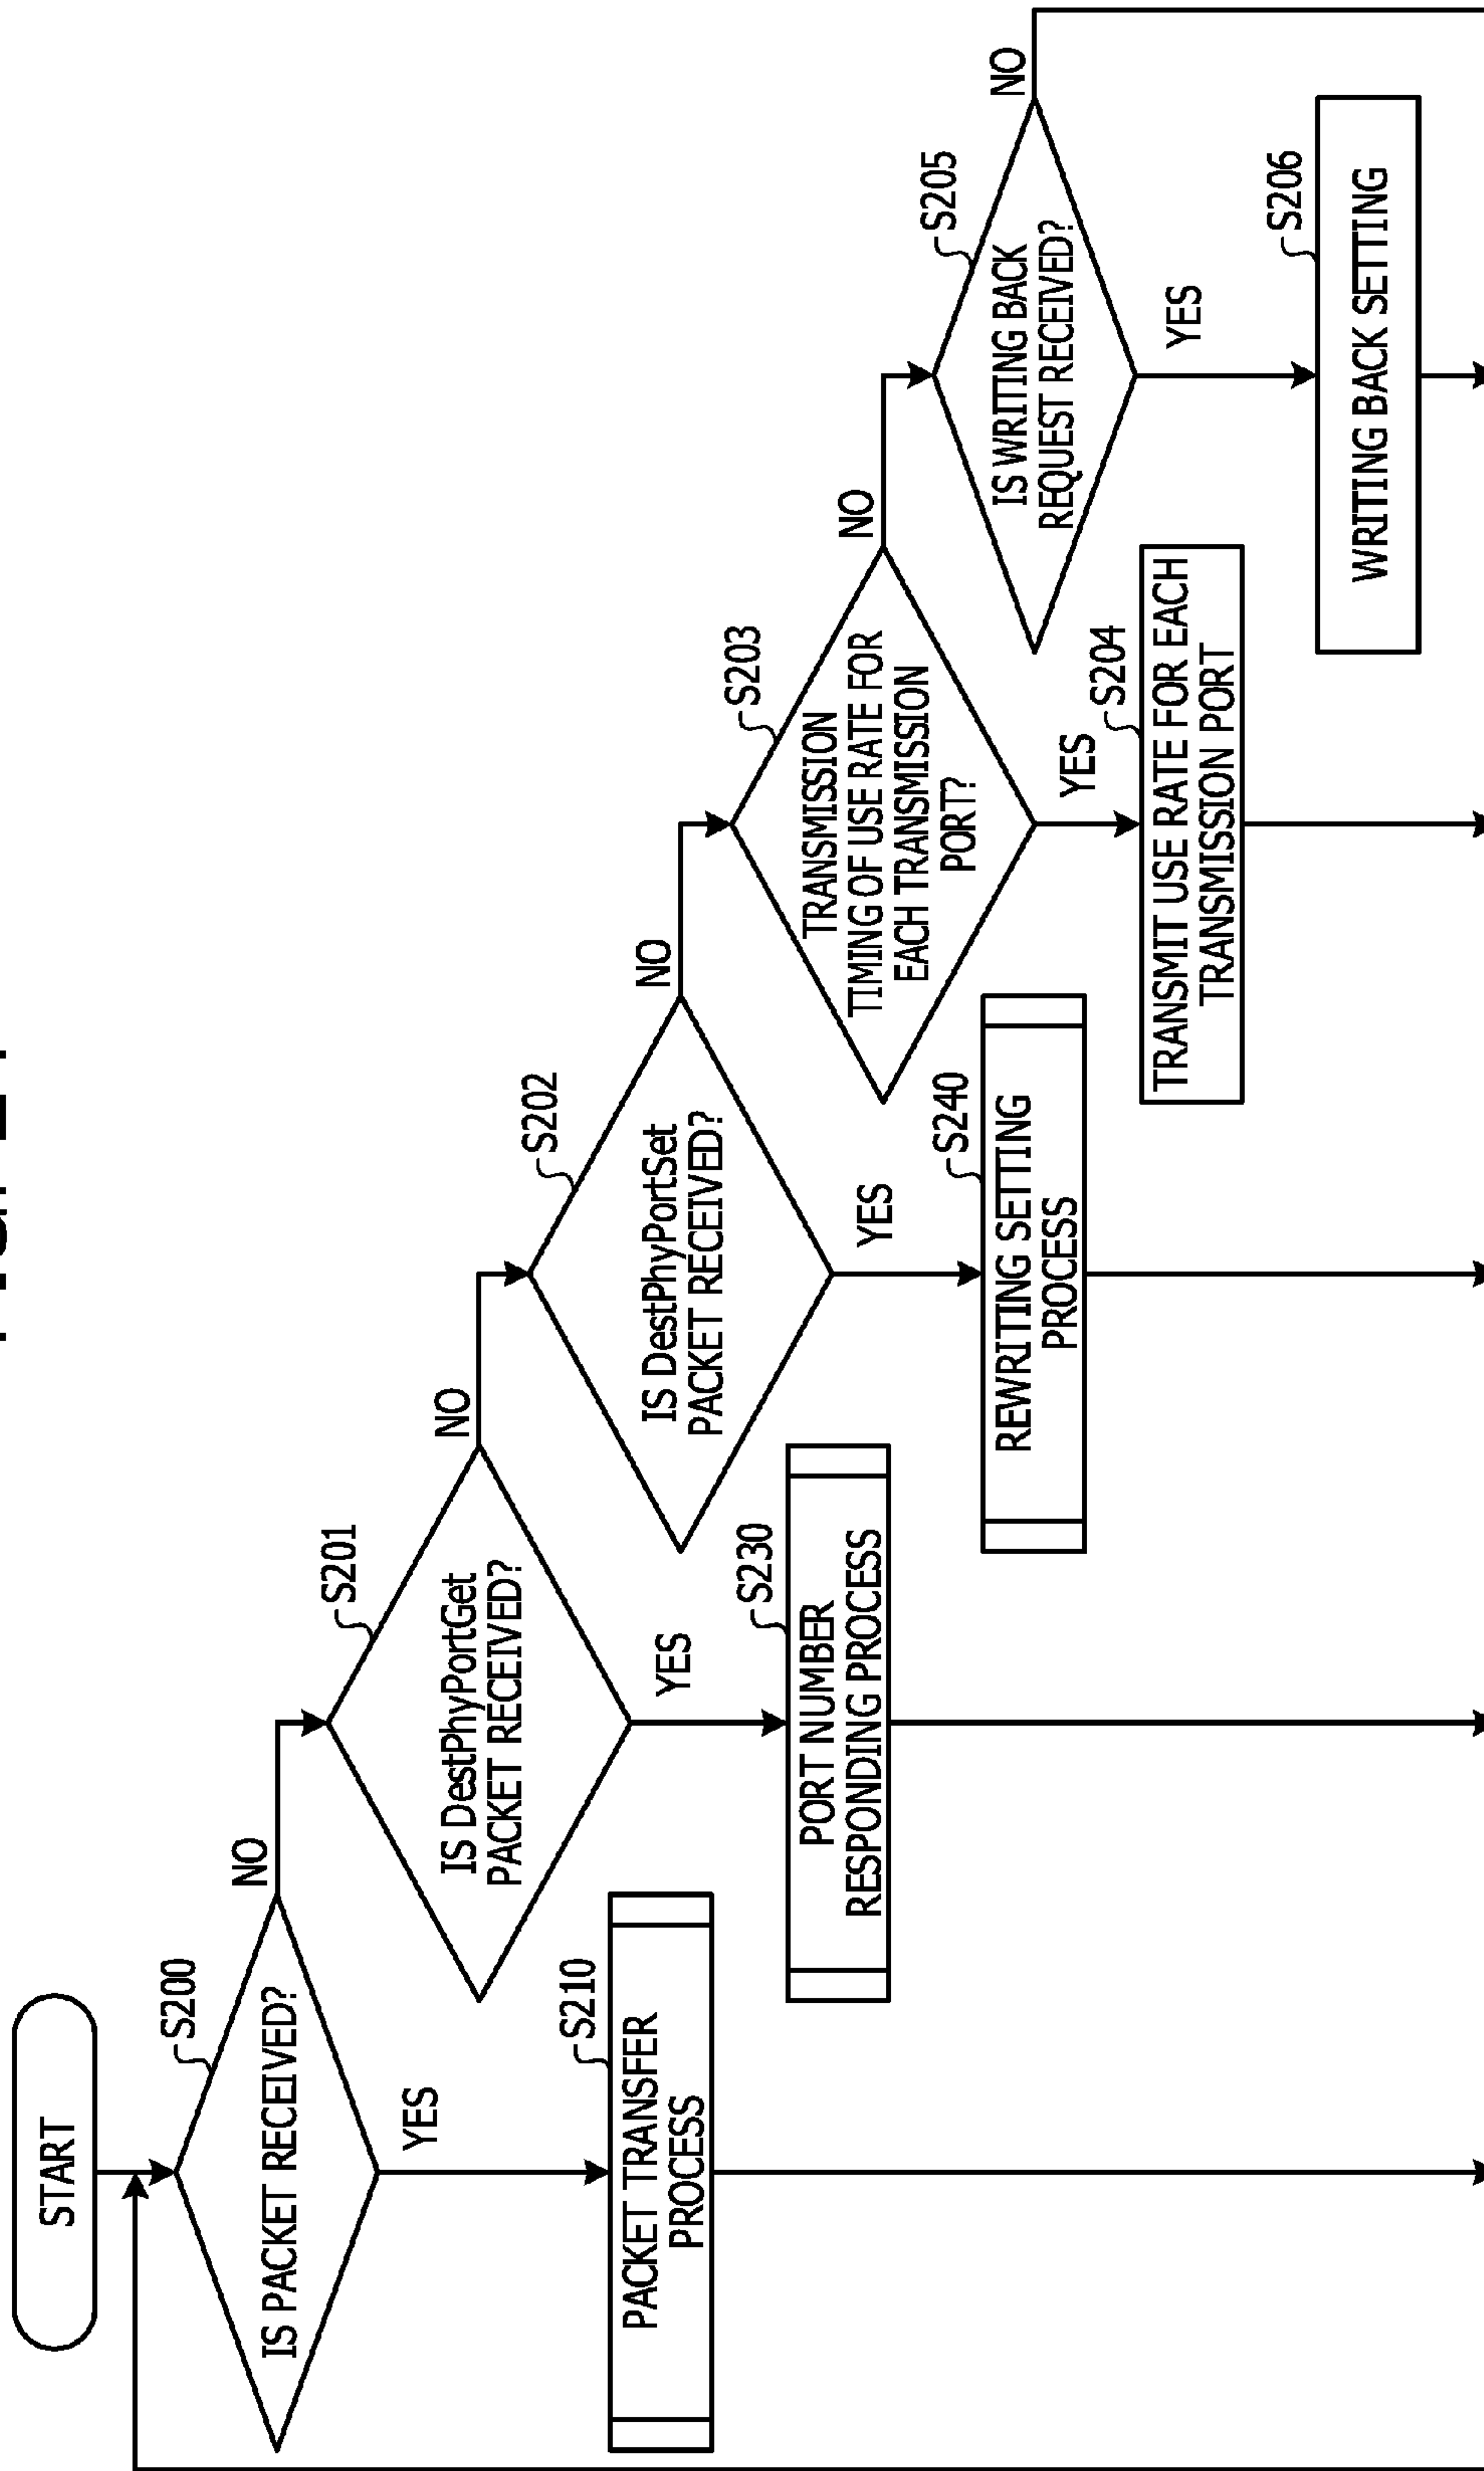 START
S200
IS PACKET RECEIVED?
NO
YES
S210
PACKET TRANSFER
PROCESS
S201
IS DestPhyPortGet
PACKET RECEIVED?
NO
YES
S230
PORT NUMBER
RESPONDING PROCESS
S202
IS DestPhyPortSet
PACKET RECEIVED?
NO
YES
S240
REWRITING SETTING
PROCESS
S203
TRANSMISSION
TIMING OF USE RATE FOR
EACH TRANSMISSION
PORT?
NO
YES
S204
TRANSMIT USE RATE FOR EACH
TRANSMISSION PORT
S205
IS WRITING BACK
REQUEST RECEIVED?
NO
YES
S206
WRITING BACK SETTING